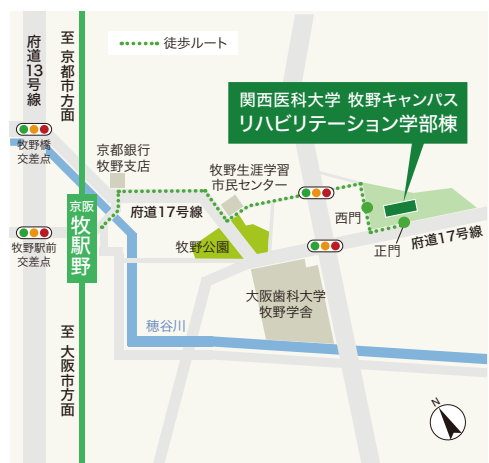 徒歩ルート
至 京都市方面
府道13号線
関西医科大学 牧野キャンパス
リハビリテーション学部棟
牧野橋
交差点
京都銀行
牧野支店
牧野生涯学習
市民センター
府道17号線
西門
正門
府道17号線
京阪
牧駅野
牧野駅前
交差点
牧野公園
大阪歯科大学
牧野学舎
穂谷川
至 大阪市方面
N